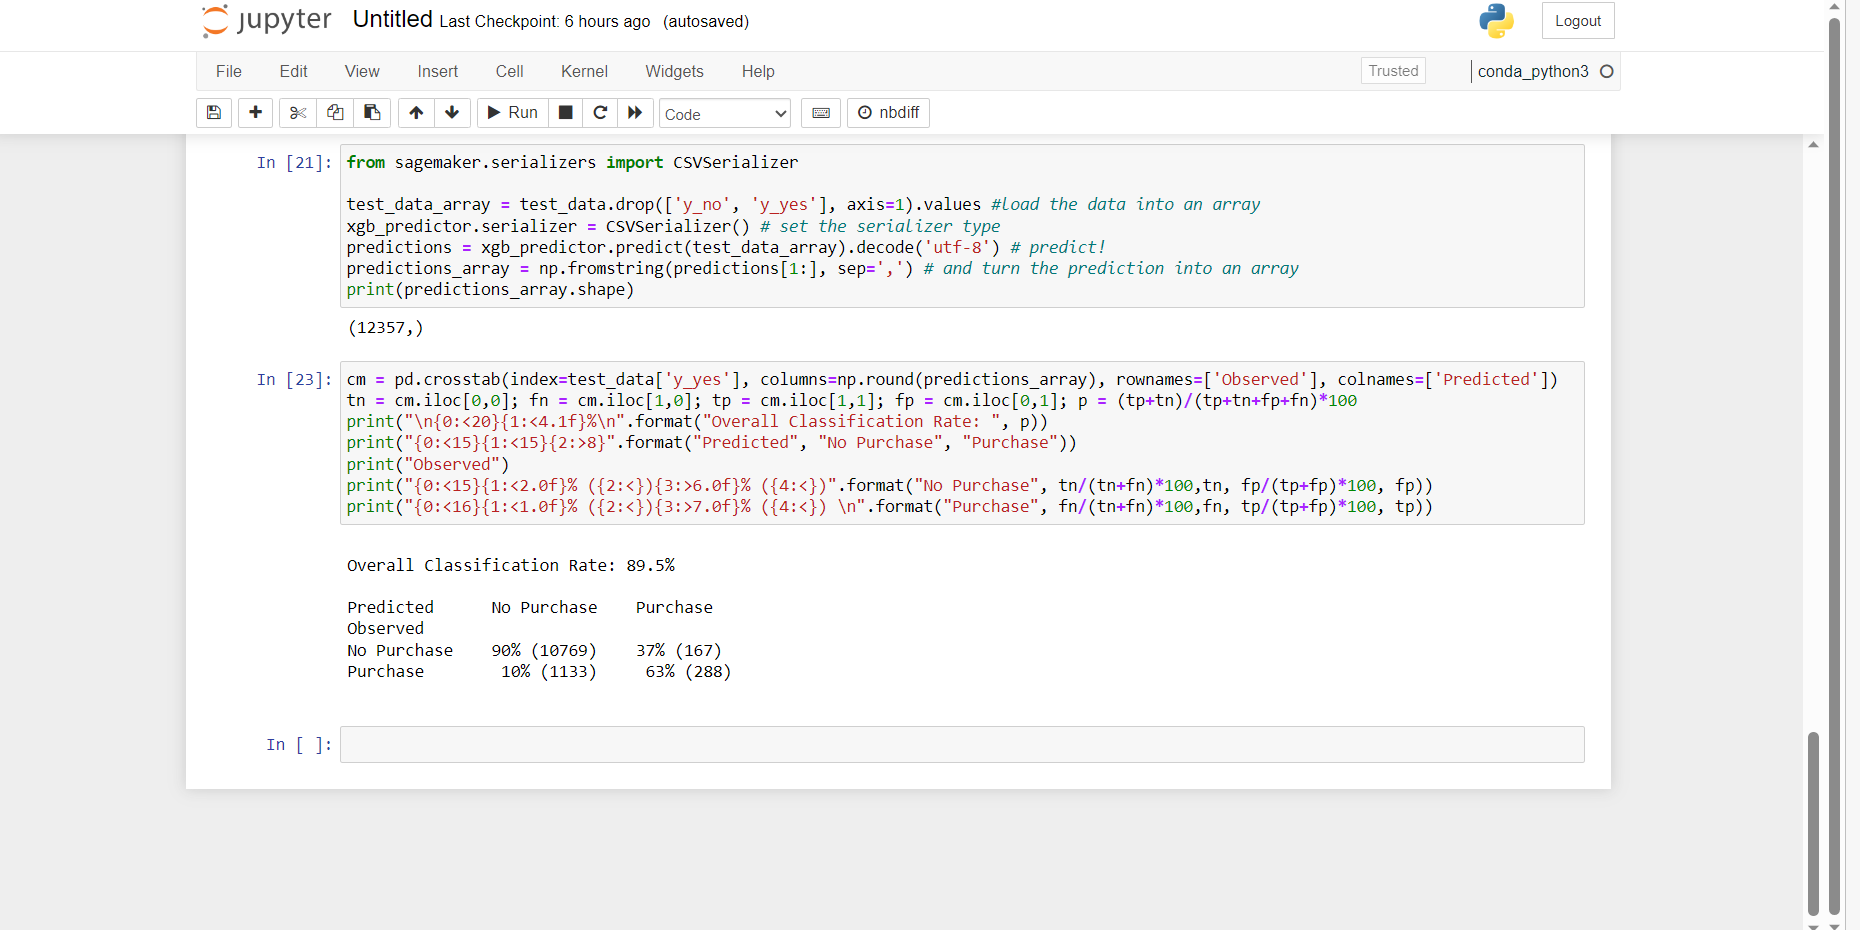 jupyter Untitled Last Checkpoint: 6 hours ago (autosaved) Logout
File Edit View Insert Cell Kernel Widgets Help Trusted conda_python3
Run Code nbdiff
In [21]: from sagemaker.serializers import CSVSerializer
test_data_array = test_data.drop(['y_no', 'y_yes'], axis=1).values #load the data into an array
xgb_predictor.serializer = CSVSerializer() # set the serializer type
predictions = xgb_predictor.predict(test_data_array).decode('utf-8') # predict!
predictions_array = np.fromstring(predictions[1:], sep=',') # and turn the prediction into an array
print(predictions_array.shape)
(12357,)
In [23]: cm = pd.crosstab(index=test_data['y_yes'], columns=np.round(predictions_array), rownames=['Observed'], colnames=['Predicted'])
tn = cm.iloc[0,0]; fn = cm.iloc[1,0]; tp = cm.iloc[1,1]; fp = cm.iloc[0,1]; p = (tp+tn)/(tp+tn+fp+fn)*100
print("\n{0:<20}{1:<4.1f}%\n".format("Overall Classification Rate: ", p))
print("{0:<15}{1:<15}{2:>8}".format("Predicted", "No Purchase", "Purchase"))
print("Observed")
print("{0:<15}{1:<2.0f}% ({2:<}){3:>6.0f}% ({4:<})".format("No Purchase", tn/(tn+fn)*100,tn, fp/(tp+fp)*100, fp))
print("{0:<16}{1:<1.0f}% ({2:<}){3:>7.0f}% ({4:<}) \n".format("Purchase", fn/(tn+fn)*100,fn, tp/(tp+fp)*100, tp))
Overall Classification Rate: 89.5%
Predicted No Purchase Purchase
Observed
No Purchase 90% (10769) 37% (167)
Purchase 10% (1133) 63% (288)
In [ ]: